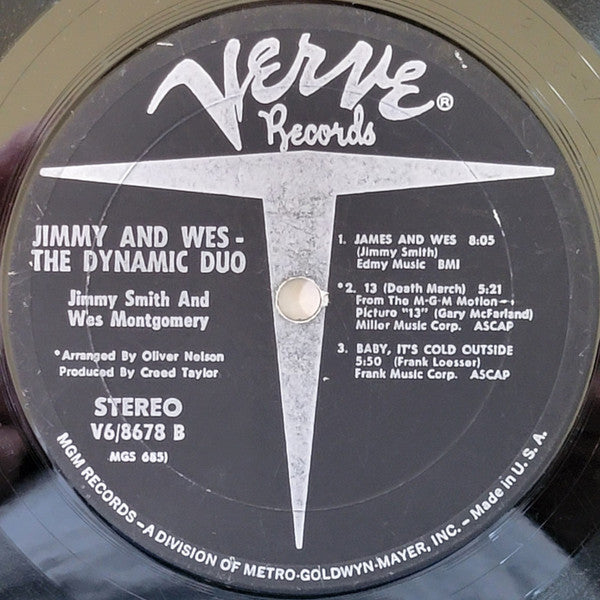 Verve®
Records
JIMMY AND WES -
THE DYNAMIC DUO
Jimmy Smith And
Wes Montgomery
*Arranged By Oliver Nelson
Produced By Creed Taylor
STEREO
V6/8678 B
(MGS 685)
1. JAMES AND WES 8:05
(Jimmy Smith)
Edmy Music BMI
*2. 13 (Death March) 5:21
From The M-G-M Motion-
Picture "13" (Gary McFarland)
Miller Music Corp. ASCAP
3. BABY, IT'S COLD OUTSIDE
5:50 (Frank Loesser)
Frank Music Corp. ASCAP
MGM RECORDS - A DIVISION OF METRO-GOLDWYN-MAYER, INC. - Made in U.S.A.